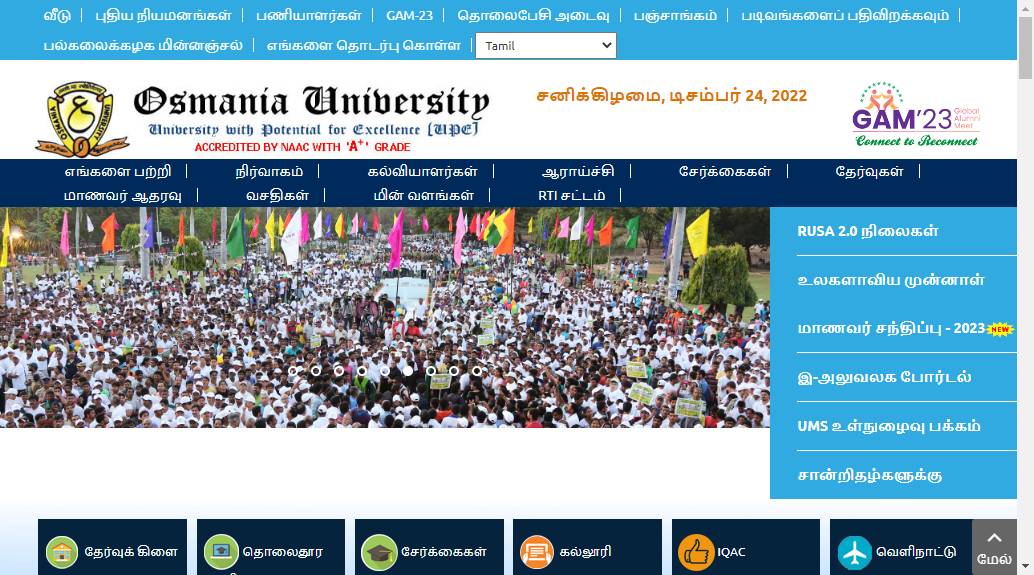 வீடு புதிய நியமனங்கள் பணியாளர்கள் GAM-23 தொலைபேசி அடைவு பஞ்சாங்கம் படிவங்களைப் பதிவிறக்கவும்
பல்கலைக்கழக மின்னஞ்சல் எங்களை தொடர்பு கொள்ள Tamil
Osmania University
University with Potential for Excellence [UPE]
ACCREDITED BY NAAC WITH 'A+' GRADE
சனிக்கிழமை, டிசம்பர் 24, 2022
GAM'23 Global Alumni Meet
Connect to Reconnect
எங்களை பற்றி நிர்வாகம் கல்வியாளர்கள் ஆராய்ச்சி சேர்க்கைகள் தேர்வுகள்
மாணவர் ஆதரவு வசதிகள் மின் வளங்கள் RTI சட்டம்
RUSA 2.0 நிலைகள்
உலகளாவிய முன்னாள்
மாணவர் சந்திப்பு - 2023 NEW
இ-அலுவலக போர்டல்
UMS உள்நுழைவு பக்கம்
சான்றிதழ்களுக்கு
தேர்வுக் கிளை தொலைதூர சேர்க்கைகள் கல்லூரி IQAC வெளிநாட்டு மேல்